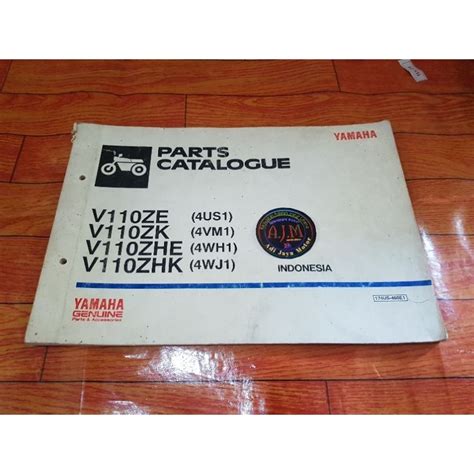 YAMAHA
PARTS
CATALOGUE
V110ZE (4US1)
V110ZK (4VM1)
V110ZHE (4WH1)
V110ZHK (4WJ1)
A.J.M
Adi Jaya Motor
INDONESIA
YAMAHA
GENUINE
Parts & Accessories